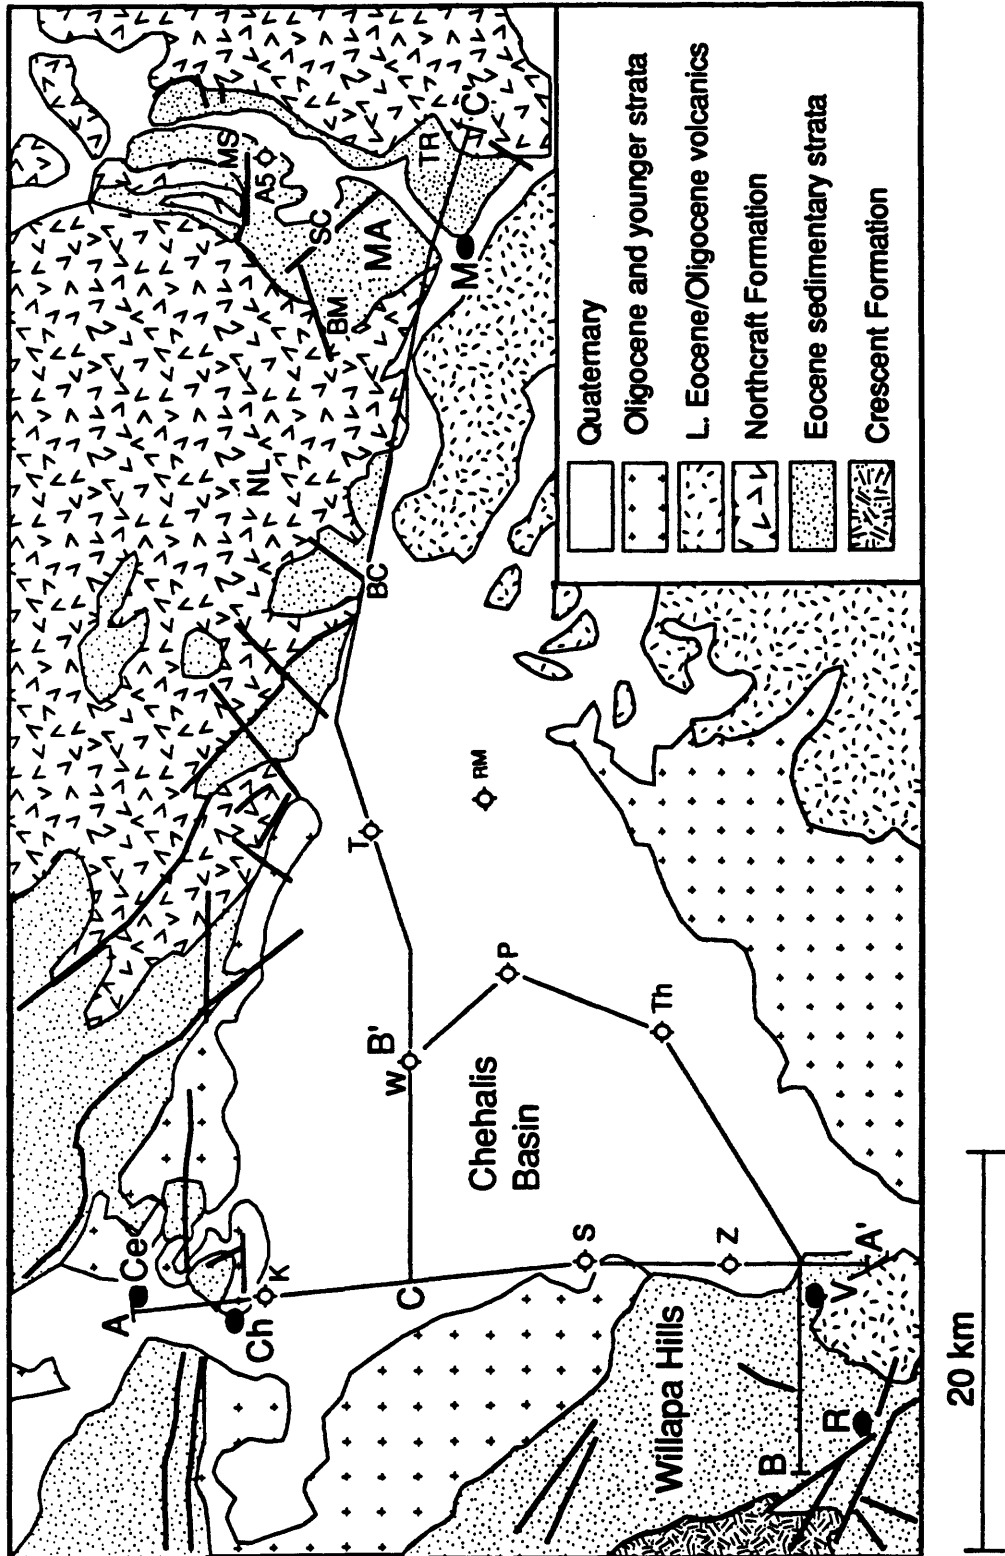 A
Ce
Ch
K
C
S
Z
A'
V
R
B
Willapa Hills
W
B'
P
Th
T
RM
Chehalis
Basin
BC
NL
BM
SC
MA
MS
A5
TR
M
C'
Quaternary
Oligocene and younger strata
L. Eocene/Oligocene volcanics
Northcraft Formation
Eocene sedimentary strata
Crescent Formation
20 km